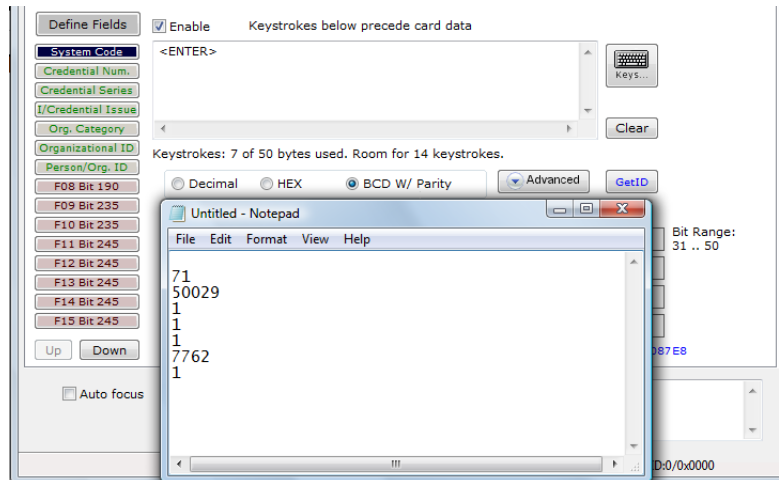 Define Fields
Enable Keystrokes below precede card data
System Code
<ENTER>
Credential Num.
Keys...
Credential Series
I/Credential Issue
Org. Category
Clear
Organizational ID
Keystrokes: 7 of 50 bytes used. Room for 14 keystrokes.
Person/Org. ID
F08 Bit 190
Decimal HEX BCD W/ Parity Advanced GetID
F09 Bit 235
F10 Bit 235
F11 Bit 245
F12 Bit 245
F13 Bit 245
F14 Bit 245
F15 Bit 245
Up Down
Untitled - Notepad
File Edit Format View Help
71
50029
1
1
1
7762
1
Bit Range:
31 .. 50
087E8
Auto focus
D:0/0x0000